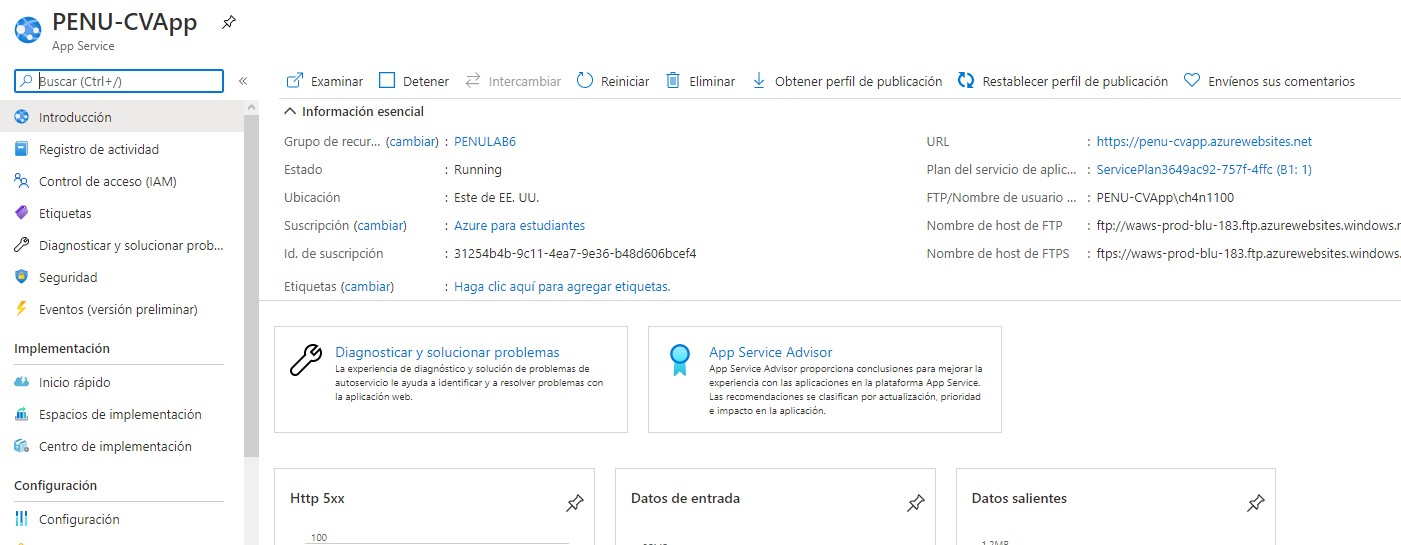 PENU-CVApp
App Service
Buscar (Ctrl+/)
«
Introducción
Registro de actividad
Control de acceso (IAM)
Etiquetas
Diagnosticar y solucionar prob...
Seguridad
Eventos (versión preliminar)
Implementación
Inicio rápido
Espacios de implementación
Centro de implementación
Configuración
Configuración
Examinar Detener Intercambiar Reiniciar Eliminar Obtener perfil de publicación Restablecer perfil de publicación Envíenos sus comentarios
Información esencial
Grupo de recur... (cambiar) : PENULAB6
Estado : Running
Ubicación : Este de EE. UU.
Suscripción (cambiar) : Azure para estudiantes
Id. de suscripción : 31254b4b-9c11-4ea7-9e36-b48d606bcef4
Etiquetas (cambiar) : Haga clic aquí para agregar etiquetas.
URL : https://penu-cvapp.azurewebsites.net
Plan del servicio de aplic... : ServicePlan3649ac92-757f-4ffc (B1: 1)
FTP/Nombre de usuario ... : PENU-CVApp\ch4n1100
Nombre de host de FTP : ftp://waws-prod-blu-183.ftp.azurewebsites.windows.
Nombre de host de FTPS : ftps://waws-prod-blu-183.ftp.azurewebsites.windows.
Diagnosticar y solucionar problemas
La experiencia de diagnóstico y solución de problemas de
autoservicio le ayuda a identificar y a resolver problemas con
la aplicación web.
App Service Advisor
App Service Advisor proporciona conclusiones para mejorar la
experiencia con las aplicaciones en la plataforma App Service.
Las recomendaciones se clasifican por actualización, prioridad
e impacto en la aplicación.
Http 5xx
100
Datos de entrada
Datos salientes